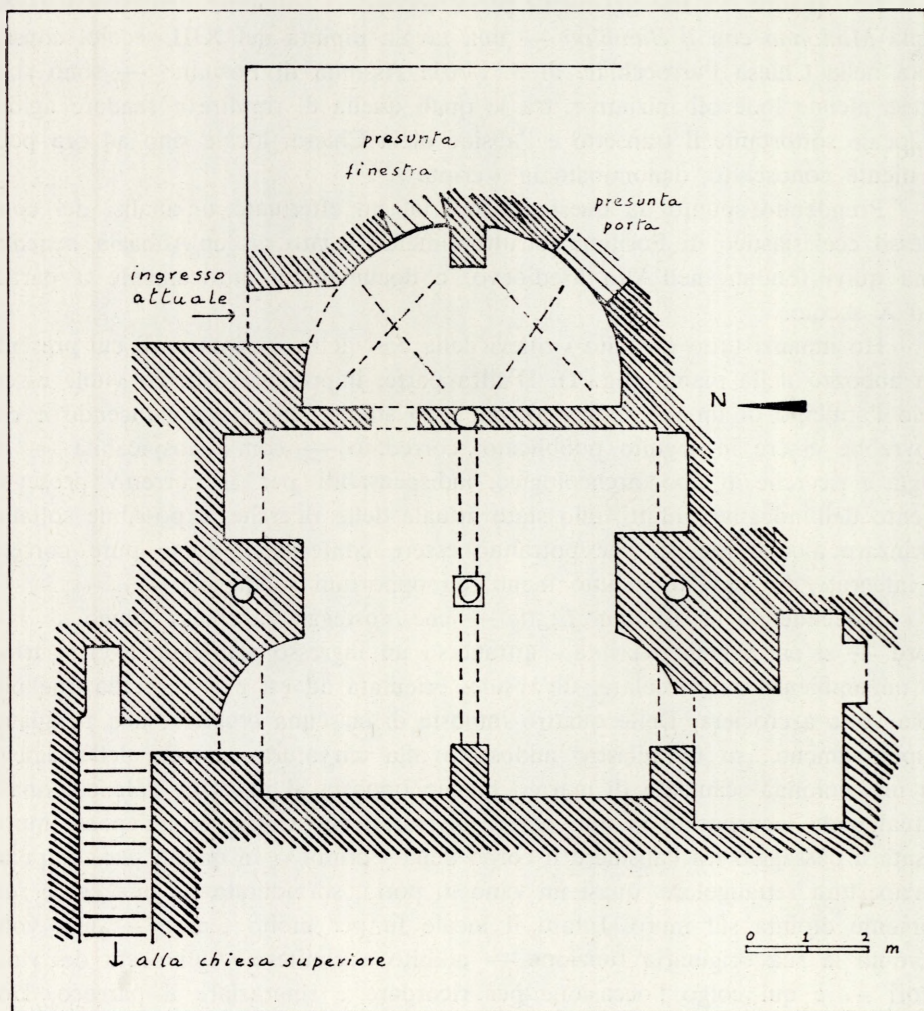 presunta
finestra
presunta
porta
ingresso
attuale
N
0 1 2
m
alla chiesa superiore